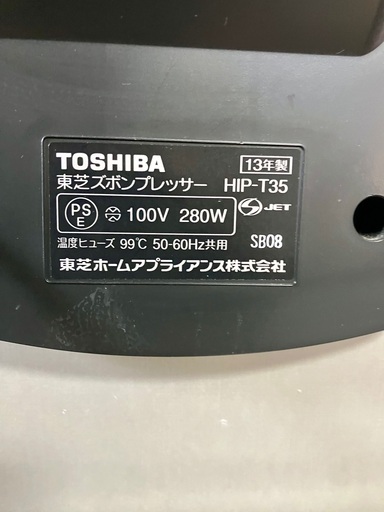 TOSHIBA 13年製
東芝ズボンプレッサー HIP-T35
PS E 100V 280W JET
温度ヒューズ 99℃ 50-60Hz共用 SB08
東芝ホームアプライアンス株式会社